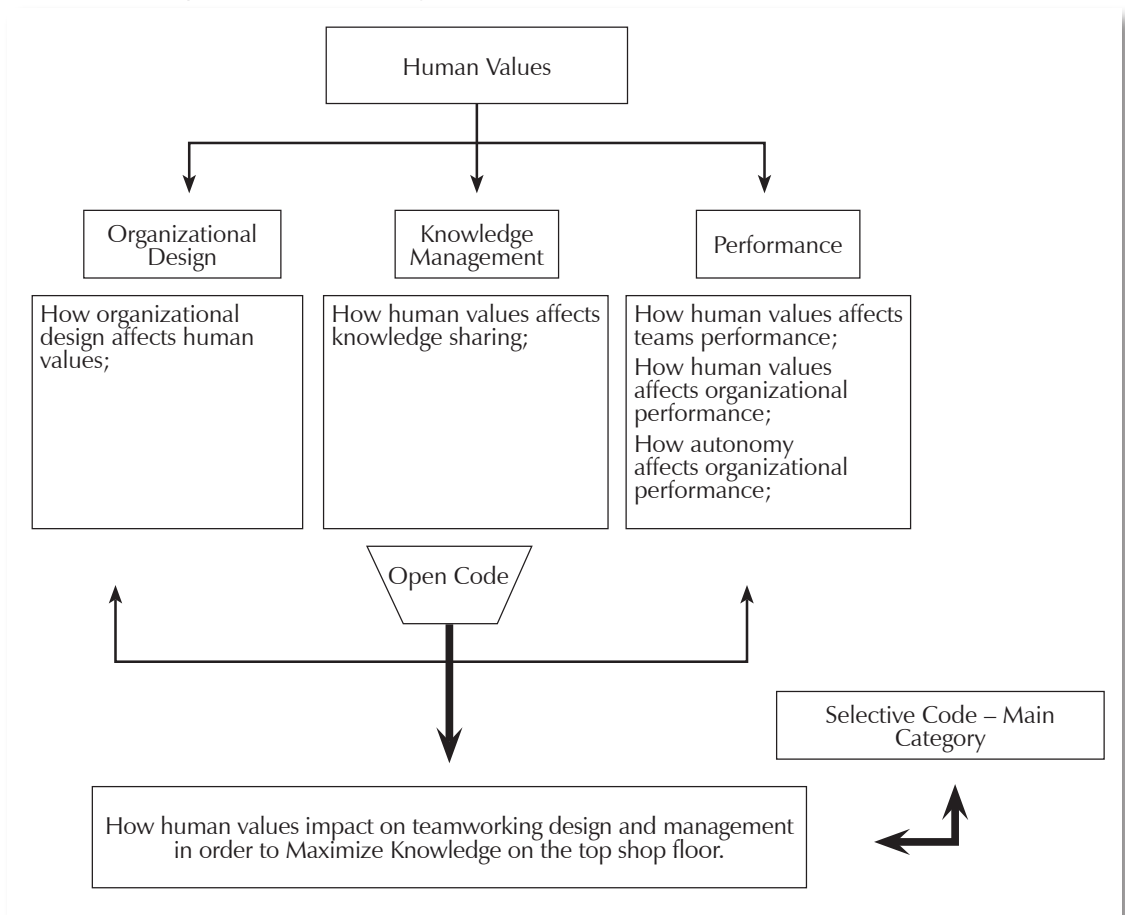 Human Values
Organizational
Design
Knowledge
Management
Performance
How organizational
design affects human
values;
How human values affects
knowledge sharing;
How human values affects
teams performance;
How human values
affects organizational
performance;
How autonomy
affects organizational
performance;
Open Code
Selective Code – Main
Category
How human values impact on teamworking design and management
in order to Maximize Knowledge on the top shop floor.